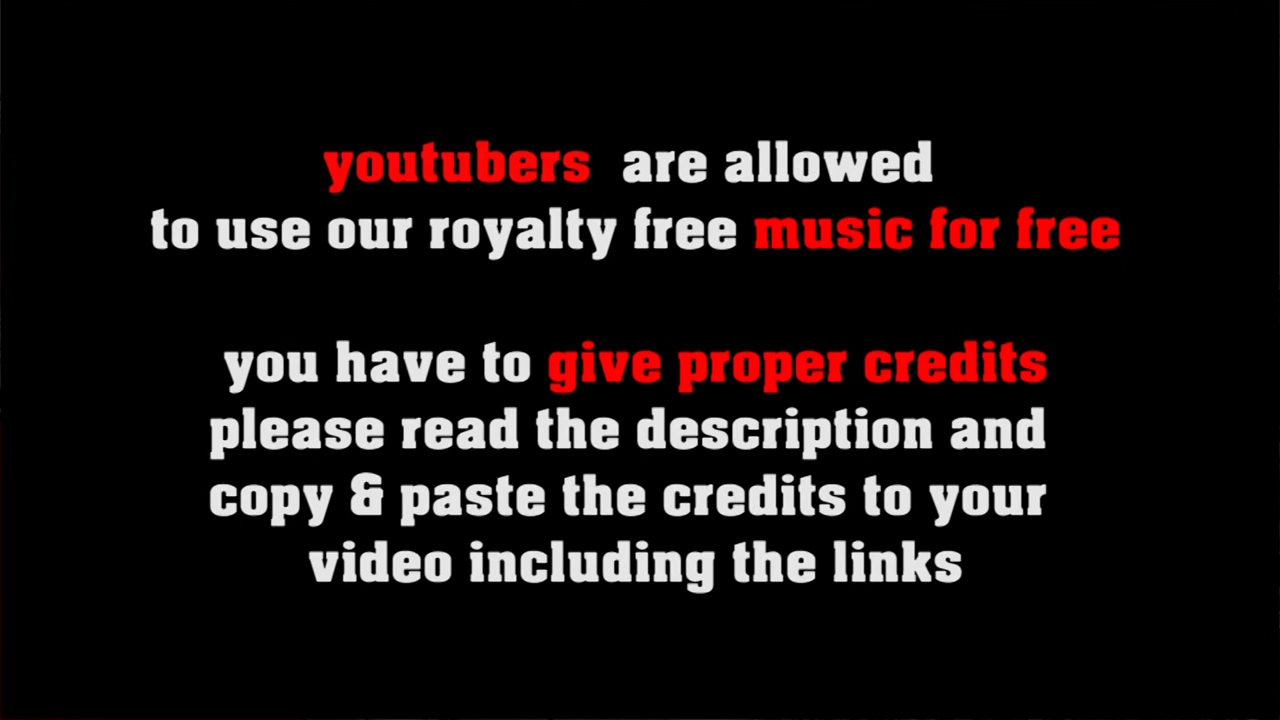 youtubers are allowed
to use our royalty free music for free
you have to give proper credits
please read the description and
copy & paste the credits to your
video including the links